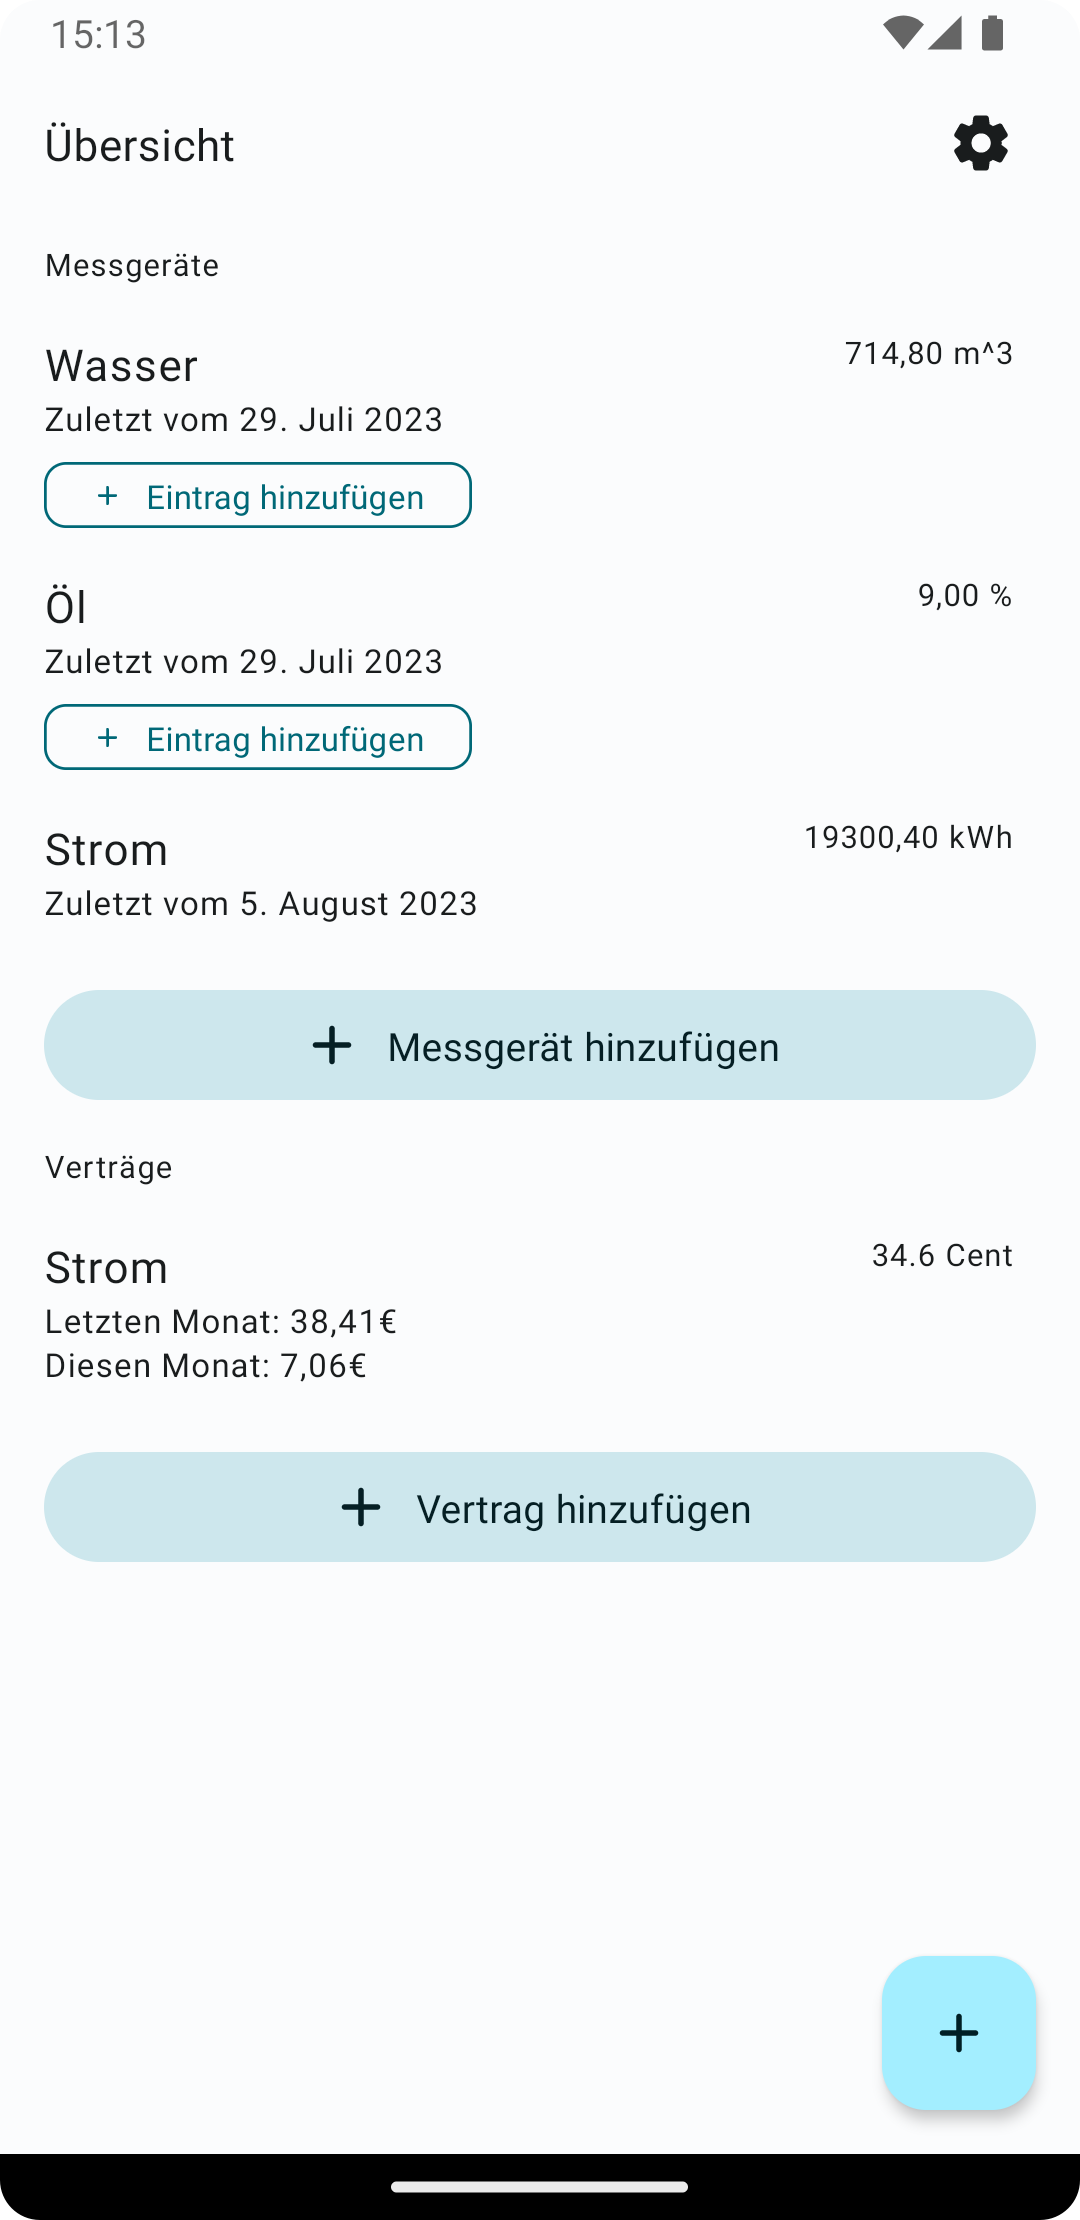 15:13
Übersicht
Messgeräte
Wasser
714,80 m^3
Zuletzt vom 29. Juli 2023
+ Eintrag hinzufügen
Öl
9,00 %
Zuletzt vom 29. Juli 2023
+ Eintrag hinzufügen
Strom
19300,40 kWh
Zuletzt vom 5. August 2023
+ Messgerät hinzufügen
Verträge
Strom
34.6 Cent
Letzten Monat: 38,41€
Diesen Monat: 7,06€
+ Vertrag hinzufügen
+